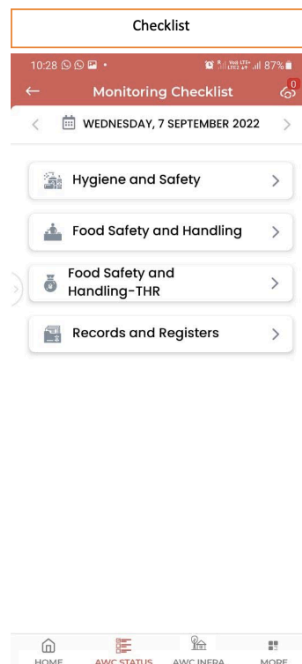 Checklist
10:28
87%
Monitoring Checklist
0
WEDNESDAY, 7 SEPTEMBER 2022
Hygiene and Safety
Food Safety and Handling
Food Safety and
Handling-THR
Records and Registers
HOME AWC STATUS AWC INFRA MORE